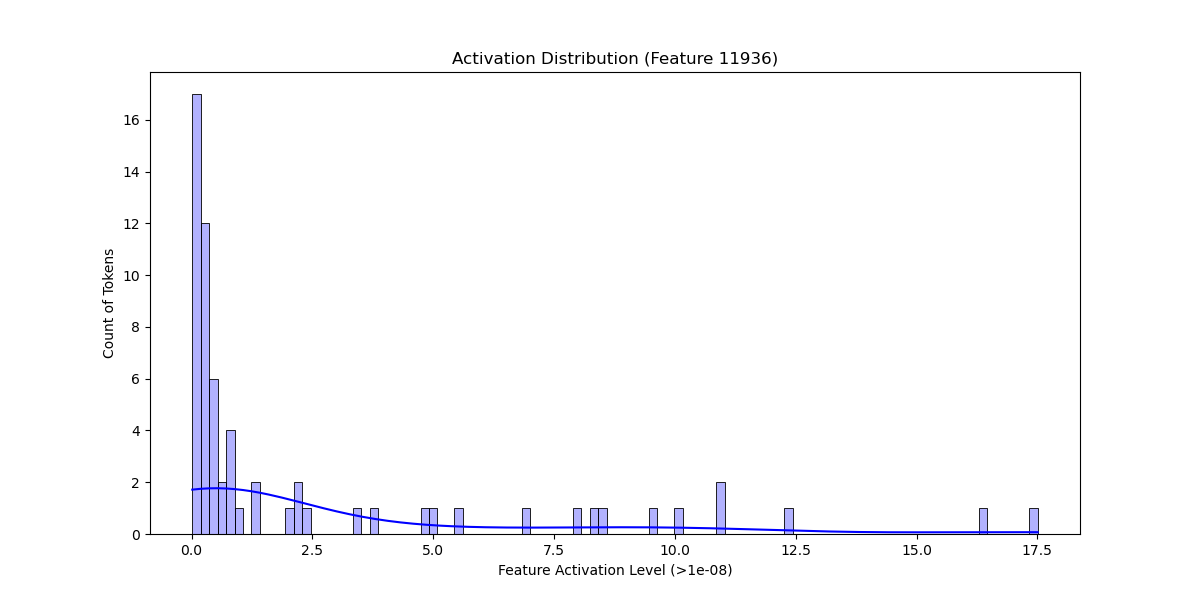 Activation Distribution (Feature 11936)
Count of Tokens
16
14
12
10
8
6
4
2
0
0.0 2.5 5.0 7.5 10.0 12.5 15.0 17.5
Feature Activation Level (>1e-08)